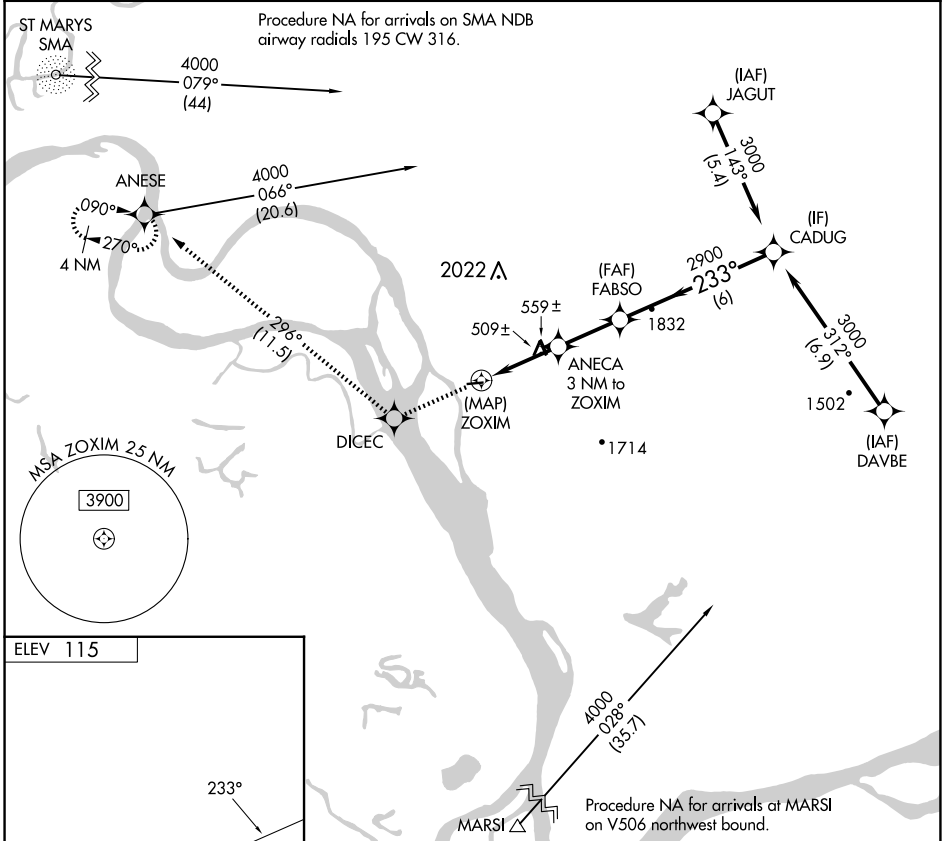 ST MARYS
SMA
Procedure NA for arrivals on SMA NDB
airway radials 195 CW 316.
4000
079°
(44)
(IAF)
JAGUT
3000
143°
(5.4)
ANESE
4000
066°
(20.6)
090°
270°
4 NM
(IF)
CADUG
2900
233°
(6)
2022
(FAF)
FABSO
559 ±
509 ±
1832
296°
(11.5)
3000
312°
(6.9)
ANECA
3 NM to
ZOXIM
(MAP)
ZOXIM
1502
DICEC
1714
(IAF)
DAVBE
MSA ZOXIM 25 NM
3900
ELEV 115
4000
028°
(35.7)
233°
MARSI
Procedure NA for arrivals at MARSI
on V506 northwest bound.